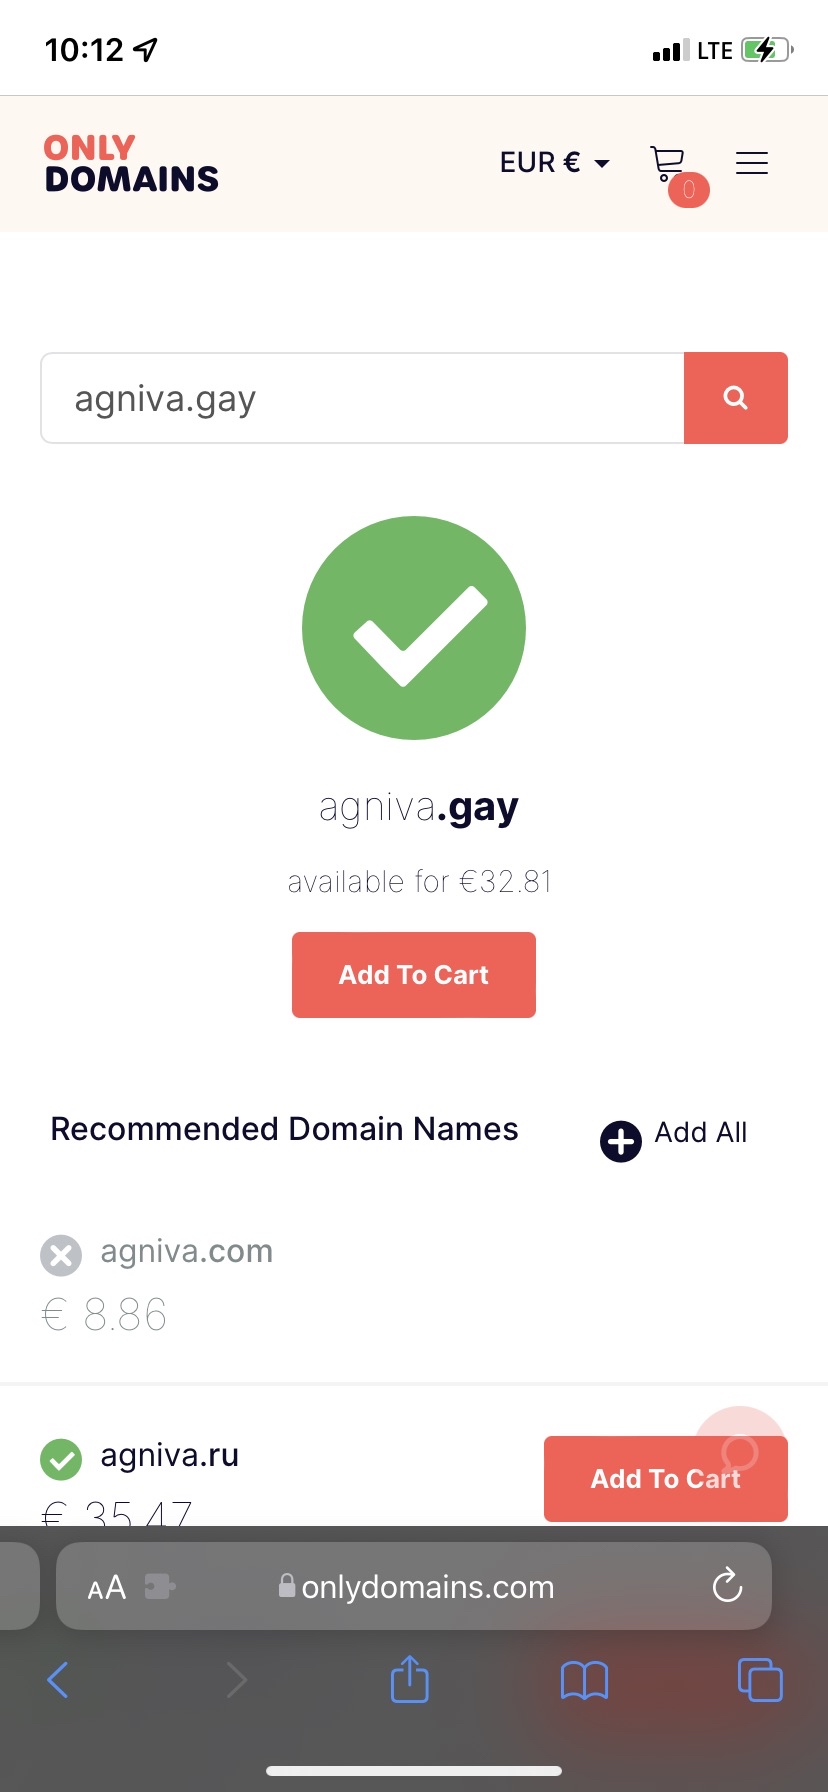 10:12
LTE
ONLY
DOMAINS
EUR €
0
agniva.gay
agniva.gay
available for €32.81
Add To Cart
Recommended Domain Names
Add All
agniva.com
€ 8.86
agniva.ru
Add To Cart
€ 35.47
AA
onlydomains.com